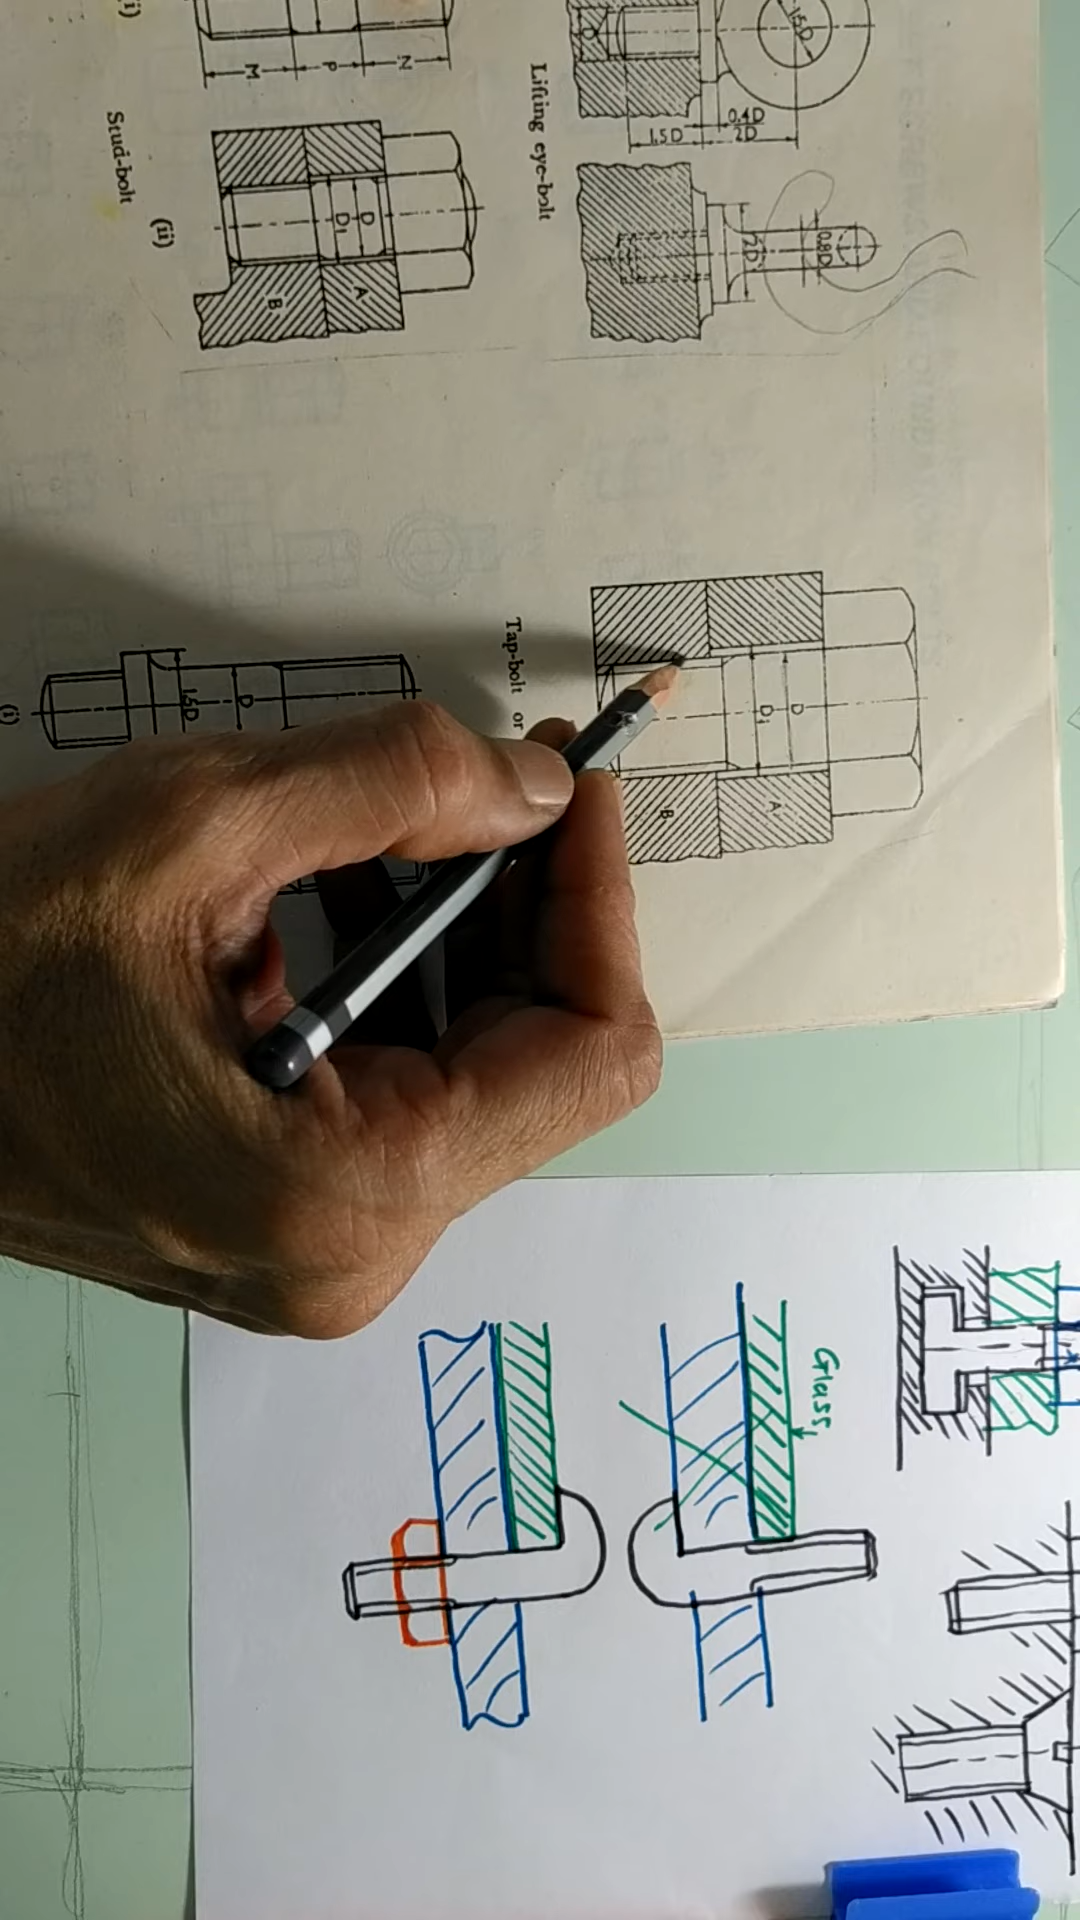 (i)
M P N
Stud-bolt
(ii)
D
D₁
A
B
Lifting eye-bolt
1.5D
D
0.4D
1.5D 2D
2D
0.8D
Tap-bolt or
D
D₁
A
B
1.5D
D
(i)
Glass